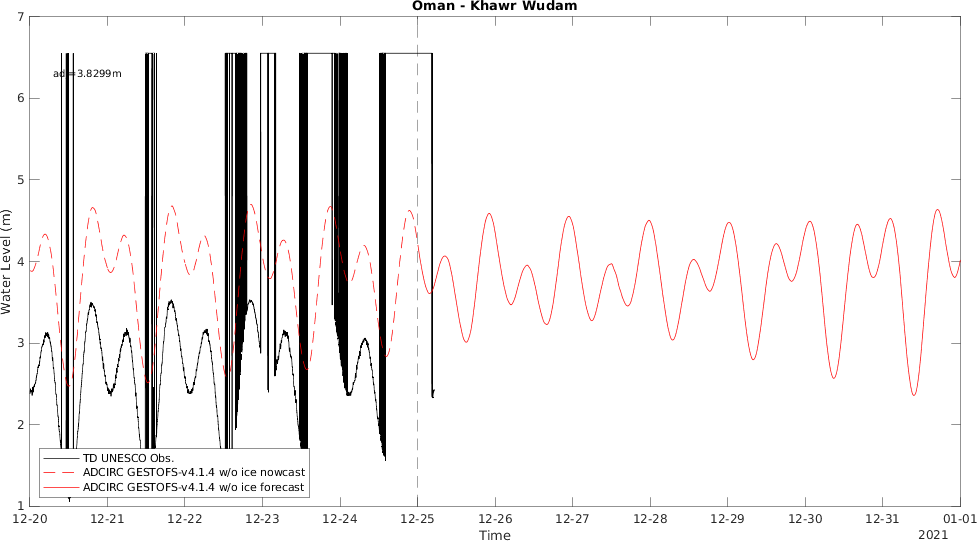 Oman - Khawr Wudam
7
6
5
4
3
2
1
Water Level (m)
adj=3.8299m
TD UNESCO Obs.
ADCIRC GESTOFS-v4.1.4 w/o ice nowcast
ADCIRC GESTOFS-v4.1.4 w/o ice forecast
12-20 12-21 12-22 12-23 12-24 12-25 12-26 12-27 12-28 12-29 12-30 12-31 01-01
Time
2021